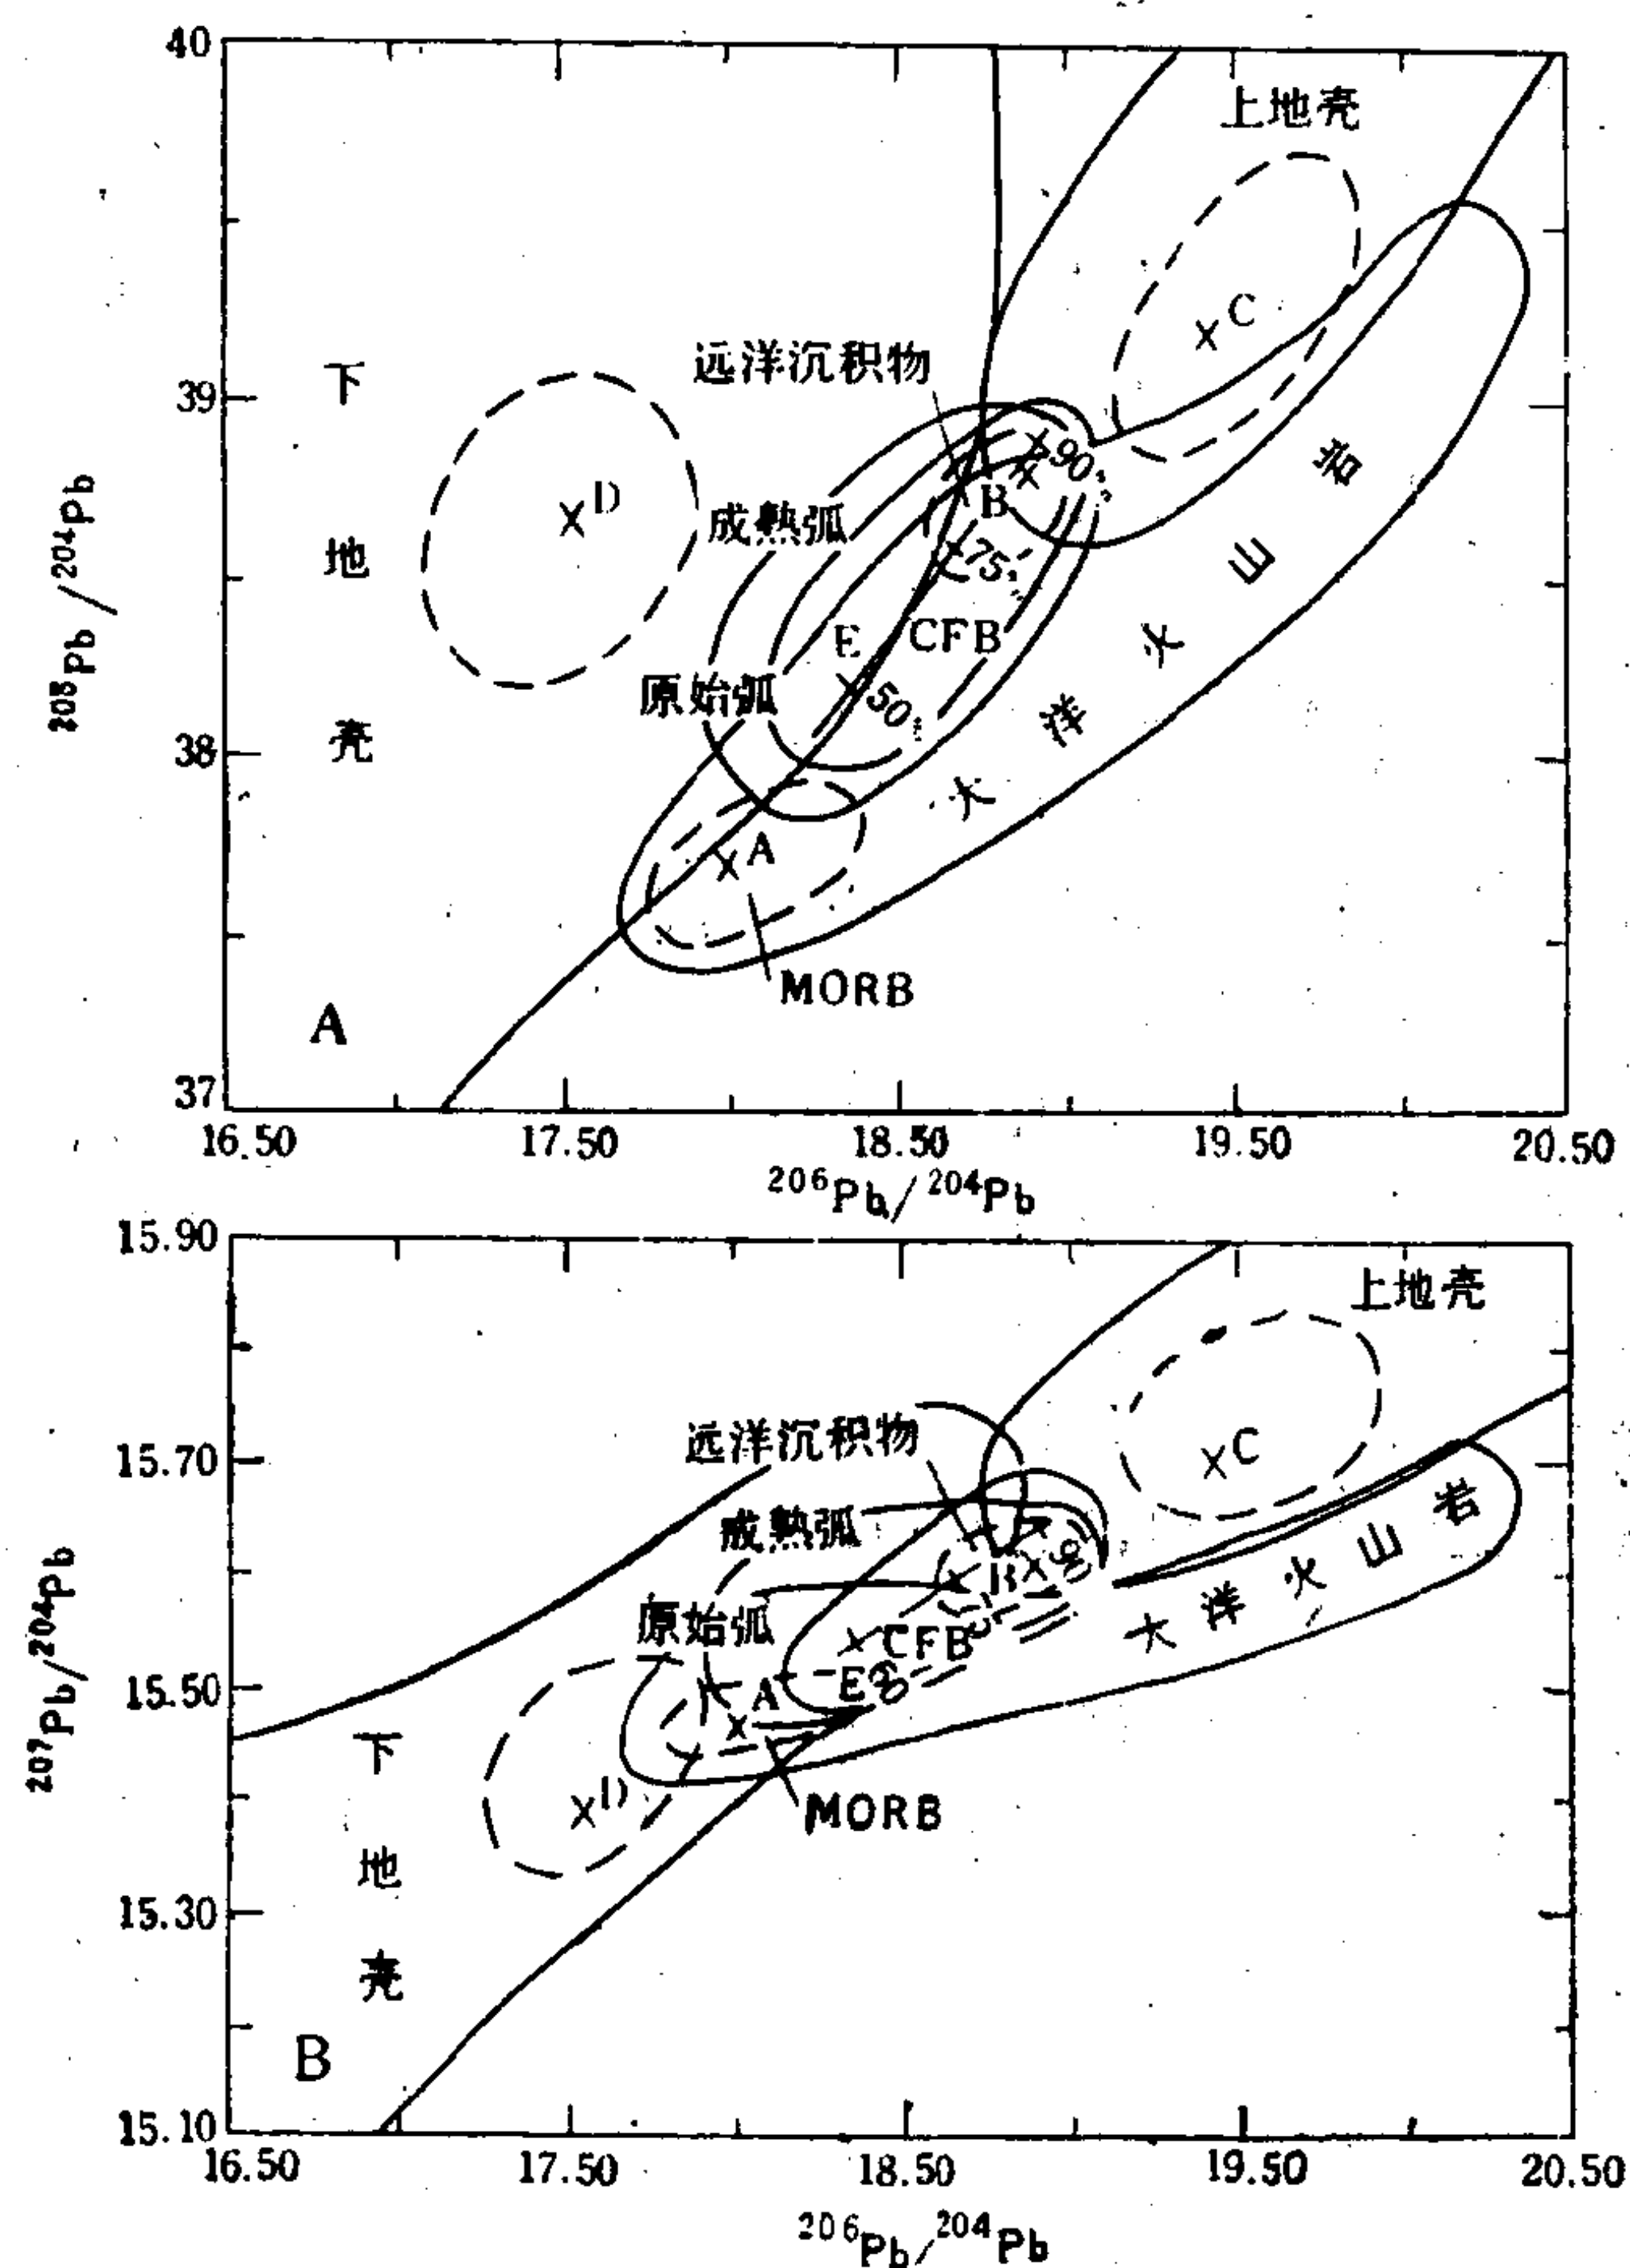 40
上地壳
C
远洋沉积物
下
39
D
90
岩
B
成熟弧
地
山
75
208Pb/204Pb
CFB
E
火
原始弧
50
洋
38
壳
大
A
MORB
A
37
16.50 17.50 18.50 19.50 20.50
206Pb/204Pb
15.90
上地壳
远洋沉积物
C
15.70
岩
成熟弧
山
90
B
火
207Pb/204Pb
洋
原始弧
CFB
大
15.50
A
E
下
D
MORB
地
15.30
壳
B
15.10
16.50 17.50 18.50 19.50 20.50
206Pb/204Pb